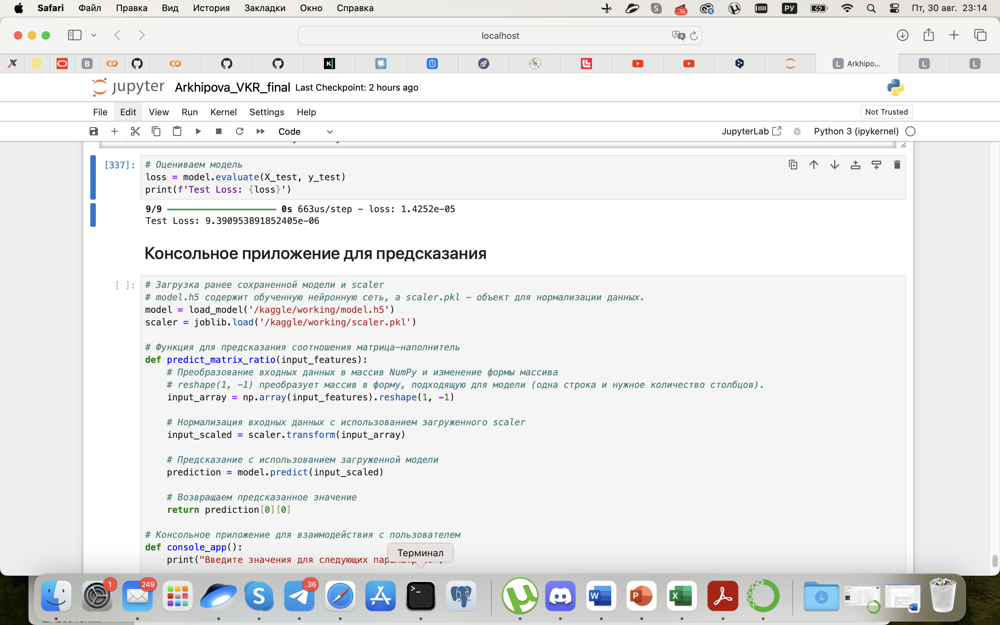 Safari Файл Правка Вид История Закладки Окно Справка ..36 РУ Пт, 30 авг. 23:14
localhost
B K L Arkhipo... L L
jupyter Arkhipova_VKR_final Last Checkpoint: 2 hours ago
File Edit View Run Kernel Settings Help Not Trusted
Code JupyterLab Python 3 (ipykernel)
[337]: # Оцениваем модель
loss = model.evaluate(X_test, y_test)
print(f'Test Loss: {loss}')
9/9 0s 663us/step - loss: 1.4252e-05
Test Loss: 9.390953891852405e-06
Консольное приложение для предсказания
[ ]: # Загрузка ранее сохраненной модели и scaler
# model.h5 содержит обученную нейронную сеть, а scaler.pkl - объект для нормализации данных.
model = load_model('/kaggle/working/model.h5')
scaler = joblib.load('/kaggle/working/scaler.pkl')
# Функция для предсказания соотношения матрица-наполнитель
def predict_matrix_ratio(input_features):
# Преобразование входных данных в массив NumPy и изменение формы массива
# reshape(1, -1) преобразует массив в форму, подходящую для модели (одна строка и нужное количество столбцов).
input_array = np.array(input_features).reshape(1, -1)
# Нормализация входных данных с использованием загруженного scaler
input_scaled = scaler.transform(input_array)
# Предсказание с использованием загруженной модели
prediction = model.predict(input_scaled)
# Возвращаем предсказанное значение
return prediction[0][0]
# Консольное приложение для взаимодействия с пользователем
def console_app():
Терминал
print("Введите значения для следующих
1 249 ..36